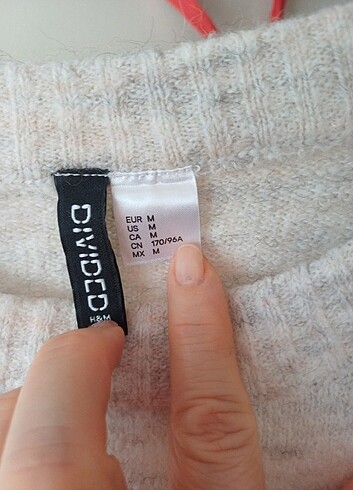 DIVIDED
H&M
EUR M
US M
CA M
CN 170/96A
MX M